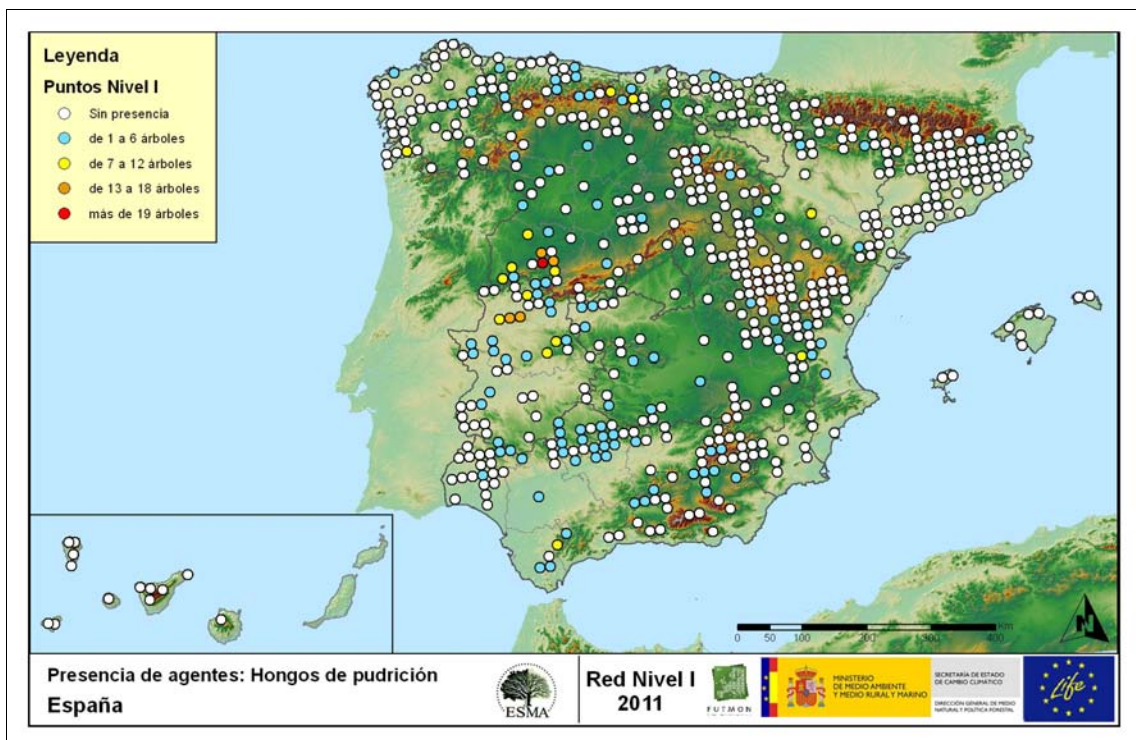 Leyenda
Puntos Nivel I
Sin presencia
de 1 a 6 árboles
de 7 a 12 árboles
de 13 a 18 árboles
más de 19 árboles
Km
0 50 100 200 300 400
N
Presencia de agentes: Hongos de pudrición
España
ESMA
Red Nivel I
2011
FUTMON
MINISTERIO
DE MEDIO AMBIENTE
Y MEDIO RURAL Y MARINO
SECRETARÍA DE ESTADO
DE CAMBIO CLIMÁTICO
DIRECCIÓN GENERAL DE MEDIO
NATURAL Y POLÍTICA FORESTAL
Life